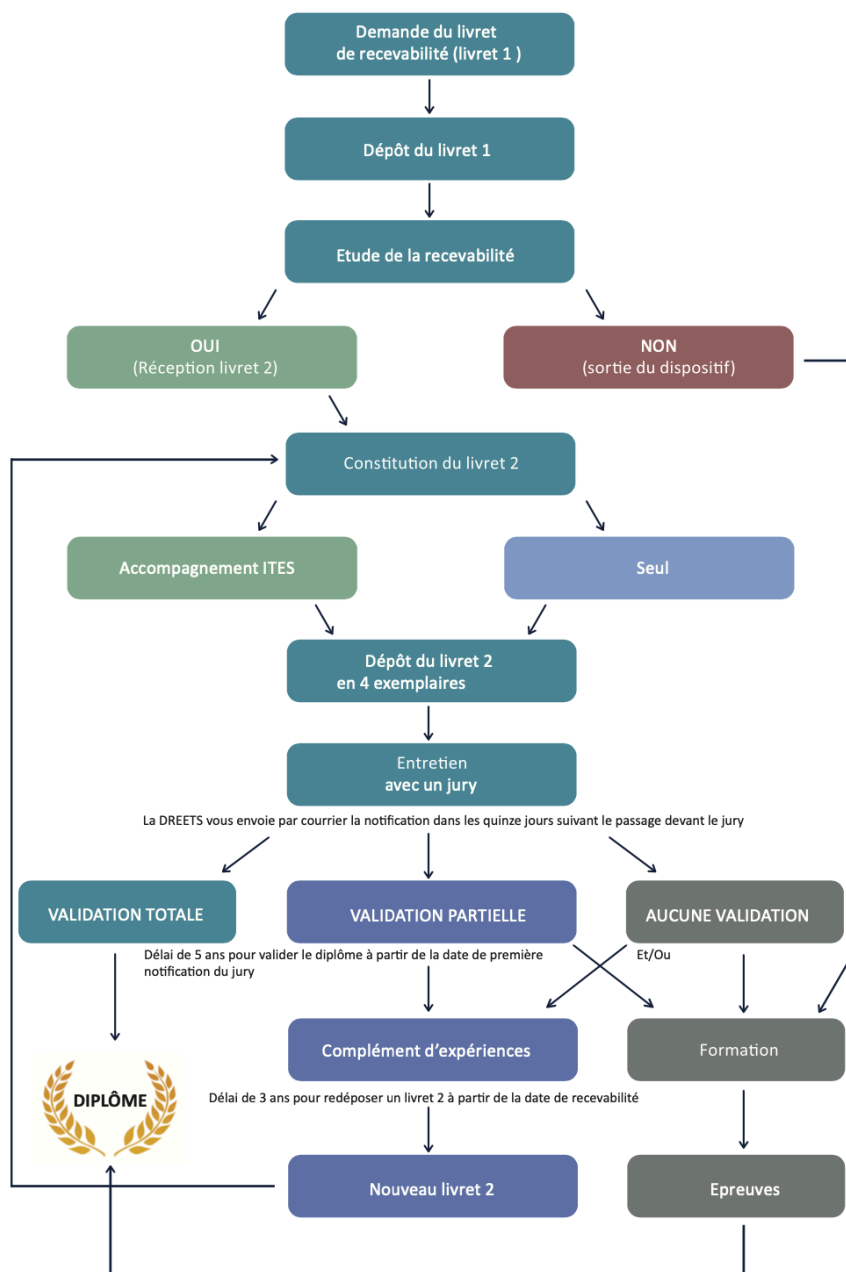 Demande du livret
de recevabilité (livret 1 )
Dépôt du livret 1
Etude de la recevabilité
OUI
(Réception livret 2)
NON
(sortie du dispositif)
Constitution du livret 2
Accompagnement ITES
Seul
Dépôt du livret 2
en 4 exemplaires
Entretien
avec un jury
La DREETS vous envoie par courrier la notification dans les quinze jours suivant le passage devant le jury
VALIDATION TOTALE
VALIDATION PARTIELLE
AUCUNE VALIDATION
Délai de 5 ans pour valider le diplôme à partir de la date de première
notification du jury
Et/Ou
Complément d’expériences
Formation
DIPLÔME
Délai de 3 ans pour redéposer un livret 2 à partir de la date de recevabilité
Nouveau livret 2
Epreuves